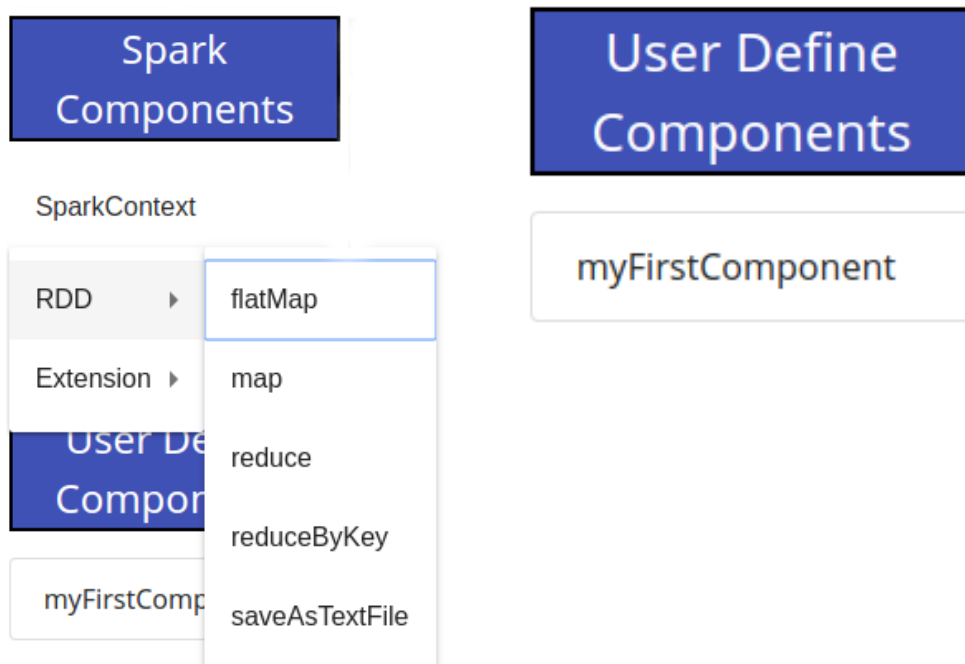 Spark
Components
SparkContext
RDD
Extension
flatMap
map
reduce
reduceByKey
saveAsTextFile
User De
Compon
myFirstComp
User Define
Components
myFirstComponent